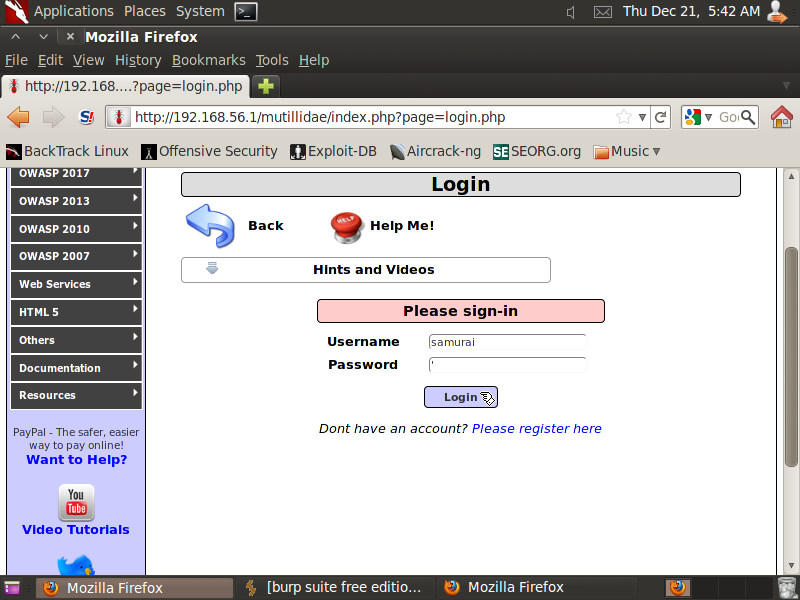 Applications Places System Thu Dec 21, 5:42 AM
Mozilla Firefox
File Edit View History Bookmarks Tools Help
http://192.168....?page=login.php
S! http://192.168.56.1/mutillidae/index.php?page=login.php
BackTrack Linux Offensive Security Exploit-DB Aircrack-ng SE SEORG.org Music
OWASP 2017
OWASP 2013
OWASP 2010
OWASP 2007
Web Services
HTML 5
Others
Documentation
Resources
PayPal - The safer, easier
way to pay online!
Want to Help?
You
Tube
Video Tutorials
Login
Back HELP Help Me!
Hints and Videos
Please sign-in
Username samurai
Password '
Login
Dont have an account? Please register here
Mozilla Firefox [burp suite free editio... Mozilla Firefox